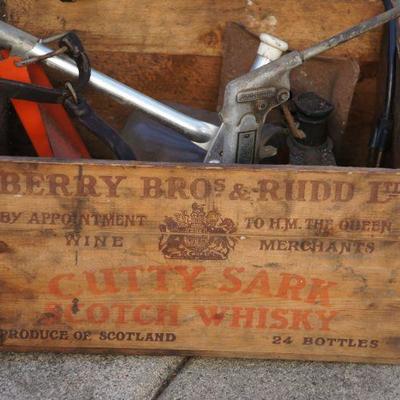 BERRY BROS & RUDD LTD
BY APPOINTMENT TO H.M. THE QUEEN
WINE MERCHANTS
CUTTY SARK
SCOTCH WHISKY
PRODUCE OF SCOTLAND 24 BOTTLES